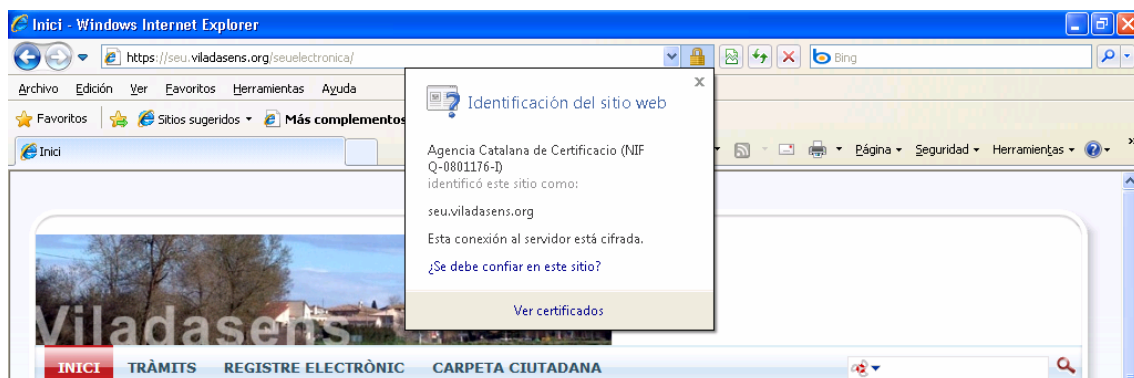 Inici - Windows Internet Explorer
https://seu.viladasens.org/seuelectronica/
Bing
Archivo Edición Ver Favoritos Herramientas Ayuda
Favoritos Sitios sugeridos Más complementos
Inici
Página Seguridad Herramientas
x
Identificación del sitio web
Agencia Catalana de Certificacio (NIF
Q-0801176-I)
identificó este sitio como:
seu.viladasens.org
Esta conexión al servidor está cifrada.
¿Se debe confiar en este sitio?
Ver certificados
Viladasens
INICI TRÀMITS REGISTRE ELECTRÒNIC CARPETA CIUTADANA